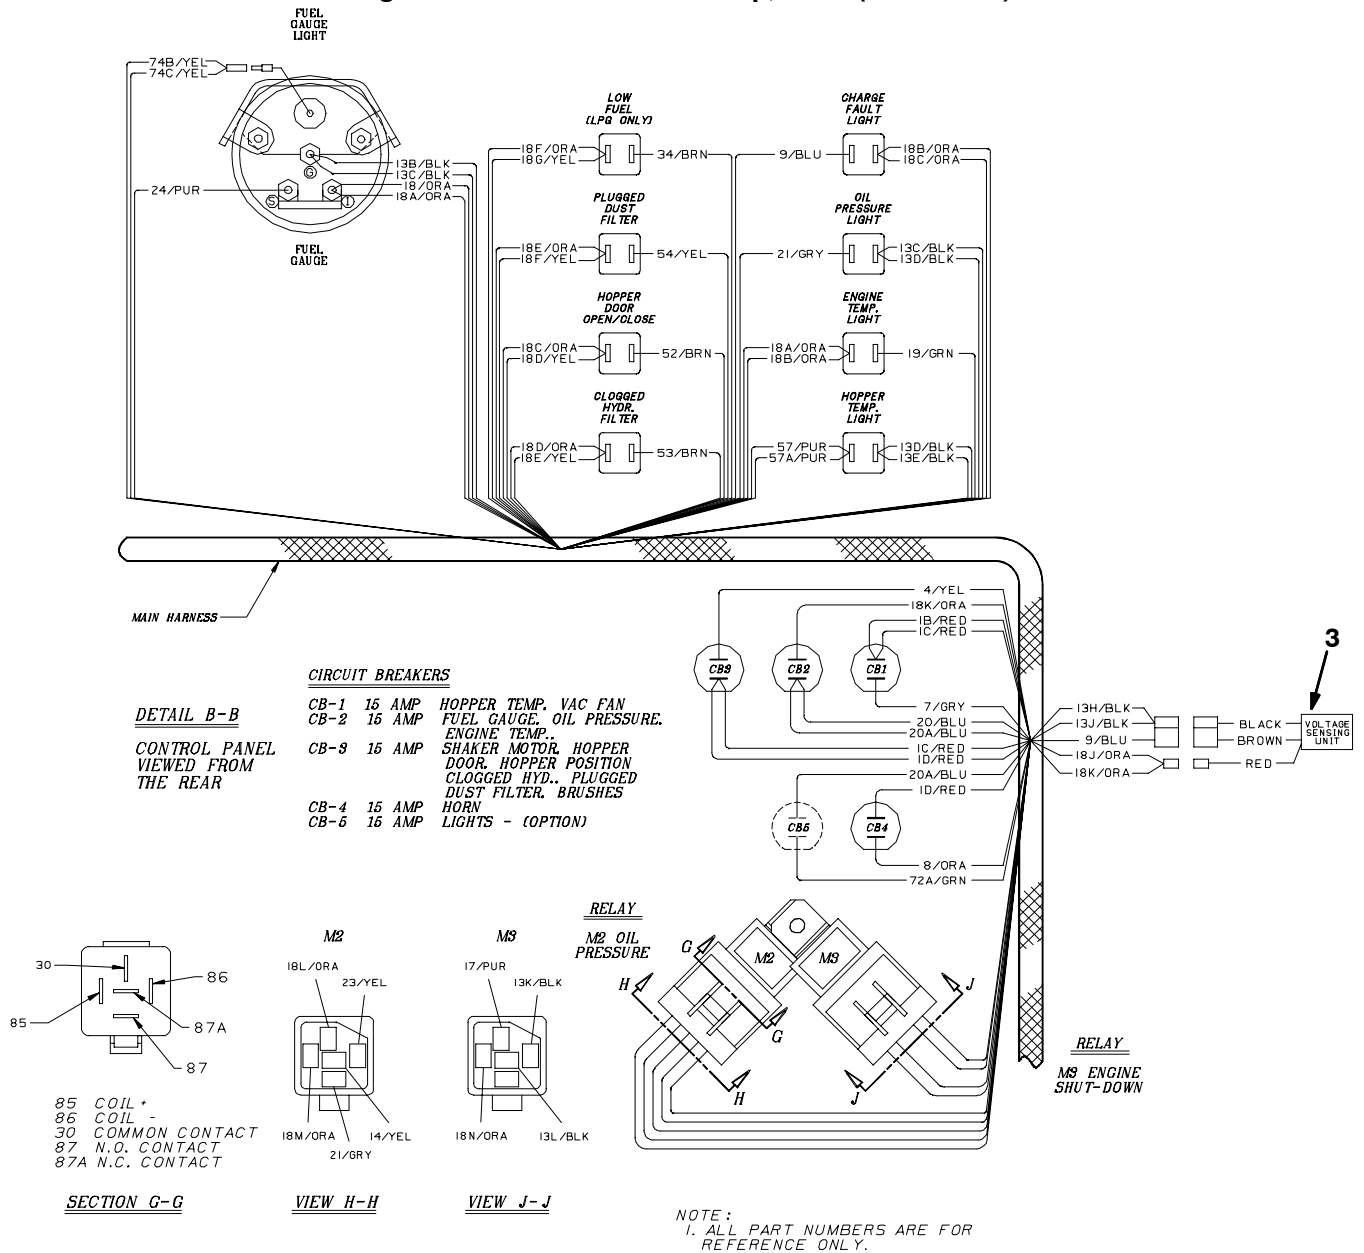 FUEL
GAUGE
LIGHT
74B/YEL
74C/YEL
13B/BLK
13C/BLK
G
24/PUR
18/ORA
18A/ORA
S
I
FUEL
GAUGE
LOW
FUEL
(LPG ONLY)
18F/ORA
18G/YEL
34/BRN
CHARGE
FAULT
LIGHT
9/BLU
18B/ORA
18C/ORA
PLUGGED
DUST
FILTER
18E/ORA
18F/YEL
54/YEL
OIL
PRESSURE
LIGHT
21/GRY
13C/BLK
13D/BLK
HOPPER
DOOR
OPEN/CLOSE
18C/ORA
18D/YEL
52/BRN
ENGINE
TEMP.
LIGHT
18A/ORA
18B/ORA
19/GRN
CLOGGED
HYDR.
FILTER
18D/ORA
18E/YEL
53/BRN
HOPPER
TEMP.
LIGHT
57/PUR
57A/PUR
13D/BLK
13E/BLK
MAIN HARNESS
4/YEL
18K/ORA
1B/RED
1C/RED
CB3
CB2
CB1
7/GRY
20/BLU
20A/BLU
1C/RED
1D/RED
20A/BLU
1D/RED
CB5
CB4
8/ORA
72A/GRN
3
13H/BLK
13J/BLK
9/BLU
18J/ORA
18K/ORA
BLACK
BROWN
RED
VOLTAGE
SENSING
UNIT
DETAIL B-B
CONTROL PANEL
VIEWED FROM
THE REAR
CIRCUIT BREAKERS
CB-1 15 AMP HOPPER TEMP. VAC FAN
CB-2 15 AMP FUEL GAUGE, OIL PRESSURE,
ENGINE TEMP..
CB-3 15 AMP SHAKER MOTOR, HOPPER
DOOR, HOPPER POSITION
CLOGGED HYD., PLUGGED
DUST FILTER, BRUSHES
CB-4 15 AMP HORN
CB-5 15 AMP LIGHTS - (OPTION)
RELAY
M2 OIL
PRESSURE
M2
M3
G
G
H
H
J
J
RELAY
M3 ENGINE
SHUT-DOWN
30
86
85
87A
87
85 COIL+
86 COIL -
30 COMMON CONTACT
87 N.O. CONTACT
87A N.C. CONTACT
SECTION G-G
M2
18L/ORA
23/YEL
18M/ORA
14/YEL
21/GRY
VIEW H-H
M3
17/PUR
13K/BLK
18N/ORA
13L/BLK
VIEW J-J
NOTE:
1. ALL PART NUMBERS ARE FOR
REFERENCE ONLY.